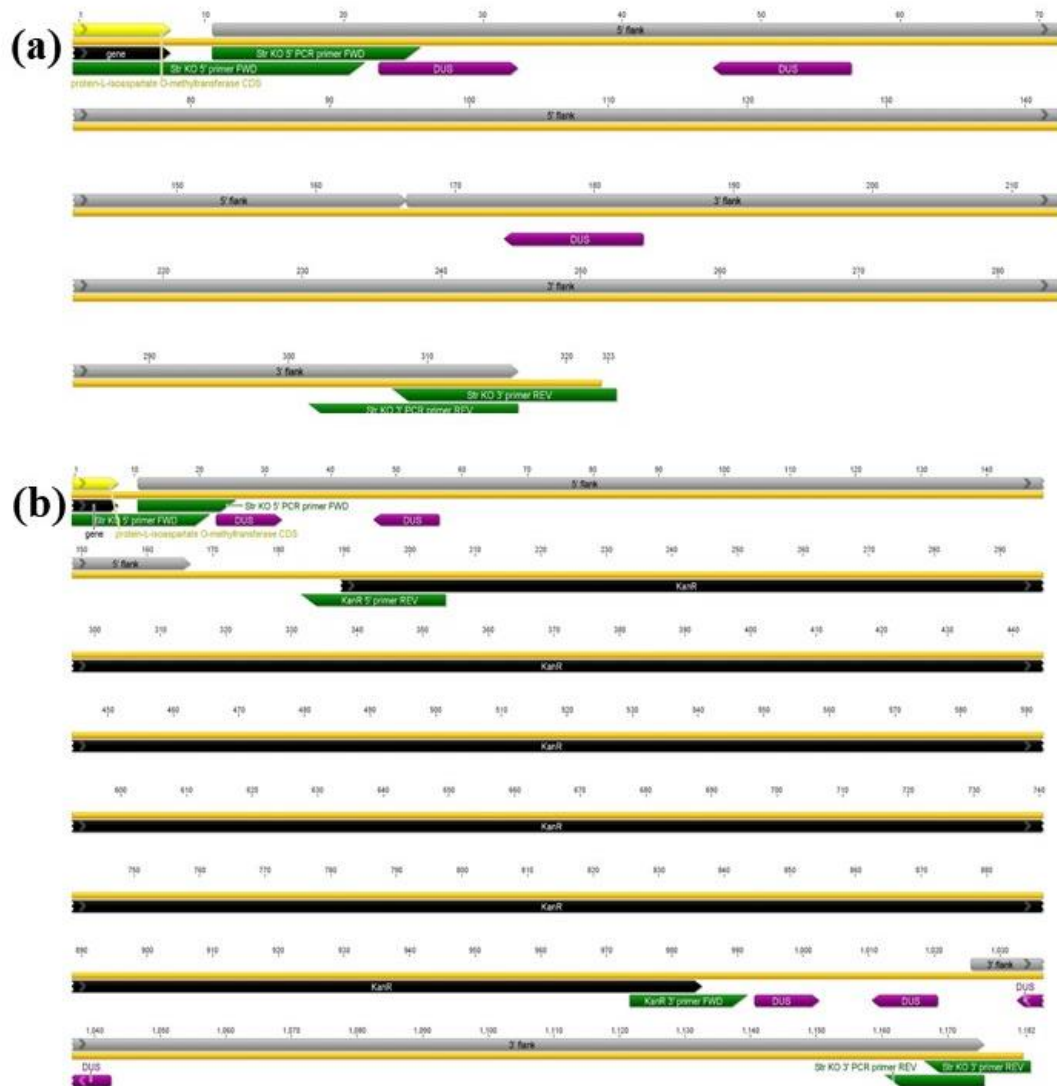 (a)
1 10 20 30 40 50 60 70
5' flank
gene Str KO 5' PCR primer FWD
Str KO 5' primer FWD DUS DUS
protein-L-isoaspartate O-methyltransferase CDS
80 90 100 110 120 130 140
5' flank
150 160 170 180 190 200 210
5' flank 3' flank
DUS
220 230 240 250 260 270 280
3' flank
290 300 310 320 323
3' flank
Str KO 3' primer REV
Str KO 3' PCR primer REV
(b)
1 10 20 30 40 50 60 70 80 90 100 110 120 130 140
5' flank
Str KO 5' PCR primer FWD
Str KO 5' primer FWD DUS DUS
gene protein-L-isoaspartate O-methyltransferase CDS
150 160 170 180 190 200 210 220 230 240 250 260 270 280 290
5' flank
KanR
KanR 5' primer REV
300 310 320 330 340 350 360 370 380 390 400 410 420 430 440
KanR
450 460 470 480 490 500 510 520 530 540 550 560 570 580 590
KanR
600 610 620 630 640 650 660 670 680 690 700 710 720 730 740
KanR
750 760 770 780 790 800 810 820 830 840 850 860 870 880
KanR
890 900 910 920 930 940 950 960 970 980 990 1,000 1,010 1,020 1,030
3' flank
KanR
DUS
KanR 3' primer FWD DUS DUS
1,040 1,050 1,060 1,070 1,080 1,090 1,100 1,110 1,120 1,130 1,140 1,150 1,160 1,170 1,182
3' flank
DUS Str KO 3' PCR primer REV Str KO 3' primer REV